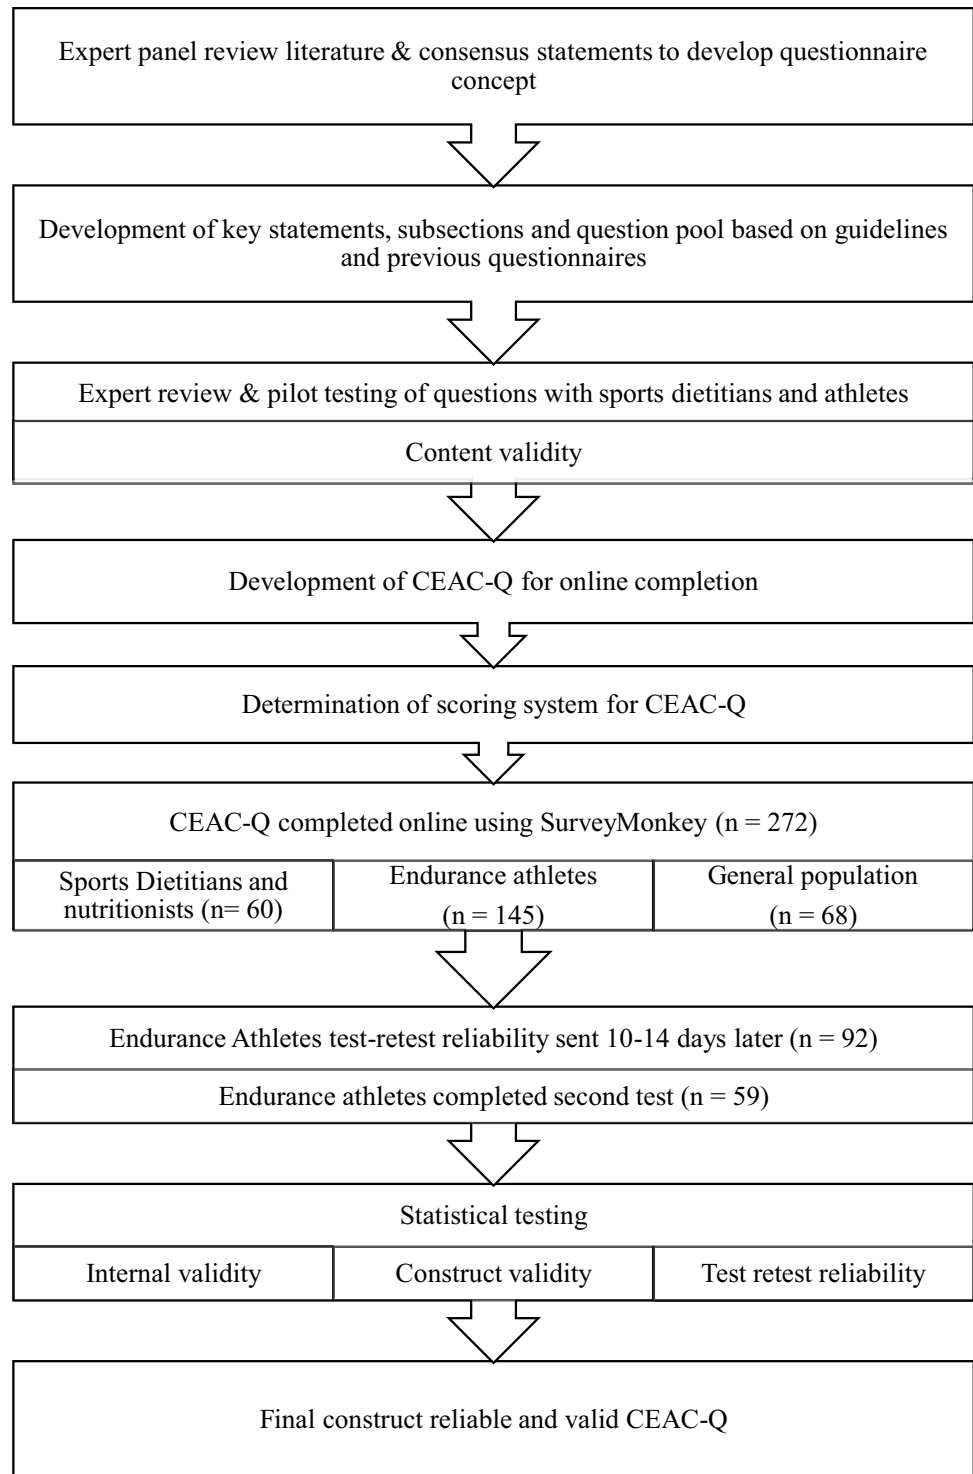 Expert panel review literature & consensus statements to develop questionnaire
concept
Development of key statements, subsections and question pool based on guidelines
and previous questionnaires
Expert review & pilot testing of questions with sports dietitians and athletes
Content validity
Development of CEAC-Q for online completion
Determination of scoring system for CEAC-Q
CEAC-Q completed online using SurveyMonkey (n = 272)
Sports Dietitians and
nutritionists (n= 60)
Endurance athletes
(n = 145)
General population
(n = 68)
Endurance Athletes test-retest reliability sent 10-14 days later (n = 92)
Endurance athletes completed second test (n = 59)
Statistical testing
Internal validity
Construct validity
Test retest reliability
Final construct reliable and valid CEAC-Q